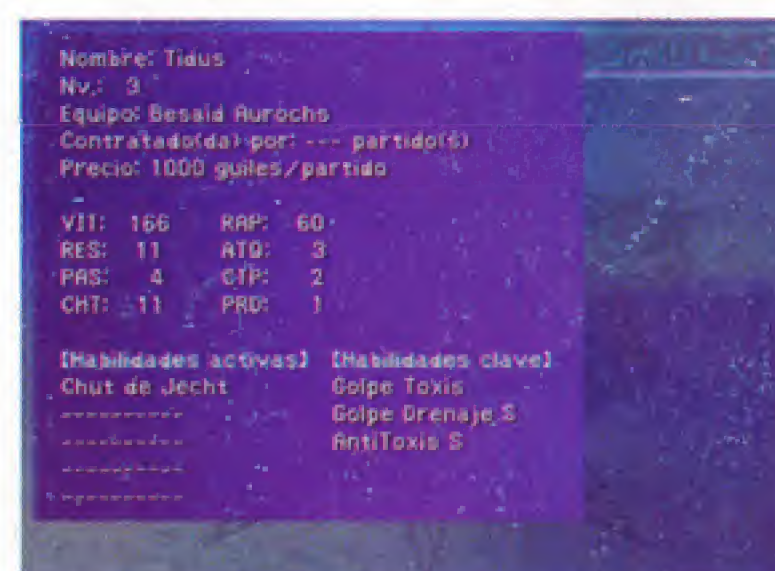 Nombre: Tidus
Nv.: 3
Equipo: Besaid Aurochs
Contratado(da) por: --- partido(s)
Precio: 1000 guiles/partido
VIT: 166 RAP: 60
RES: 11 ATQ: 3
PAS: 4 CTP: 2
CHT: 11 PRD: 1
[Habilidades activas] [Habilidades clave]
Chut de Jecht Golpe Toxis
---------- Golpe Drenaje S
---------- AntiToxis S
----------
----------